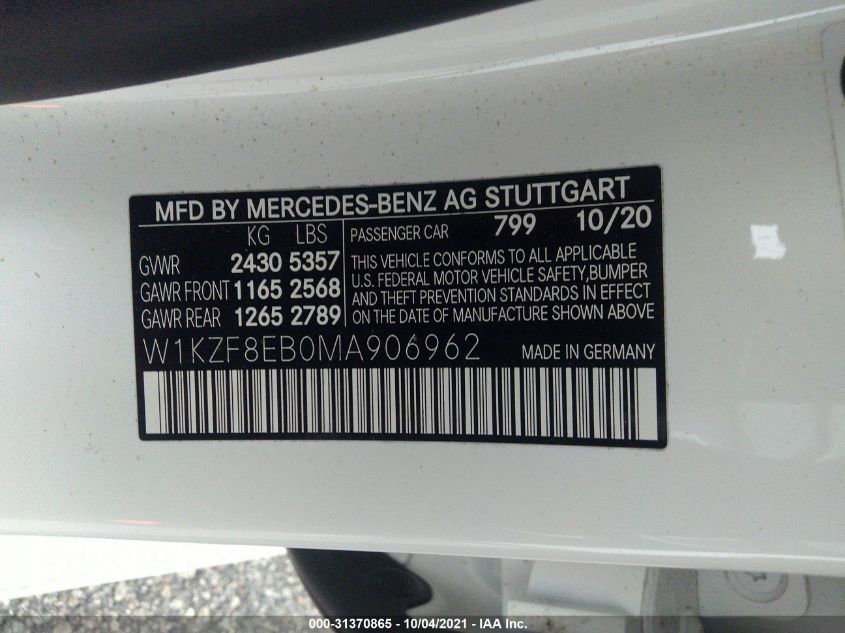 MFD BY MERCEDES-BENZ AG STUTTGART
KG LBS
GVWR 2430 5357
GAWR FRONT 1165 2568
GAWR REAR 1265 2789
PASSENGER CAR 799 10/20
THIS VEHICLE CONFORMS TO ALL APPLICABLE
U.S. FEDERAL MOTOR VEHICLE SAFETY,BUMPER
AND THEFT PREVENTION STANDARDS IN EFFECT
ON THE DATE OF MANUFACTURE SHOWN ABOVE
W1KZF8EB0MA906962 MADE IN GERMANY
000-31370865 - 10/04/2021 - IAA Inc.